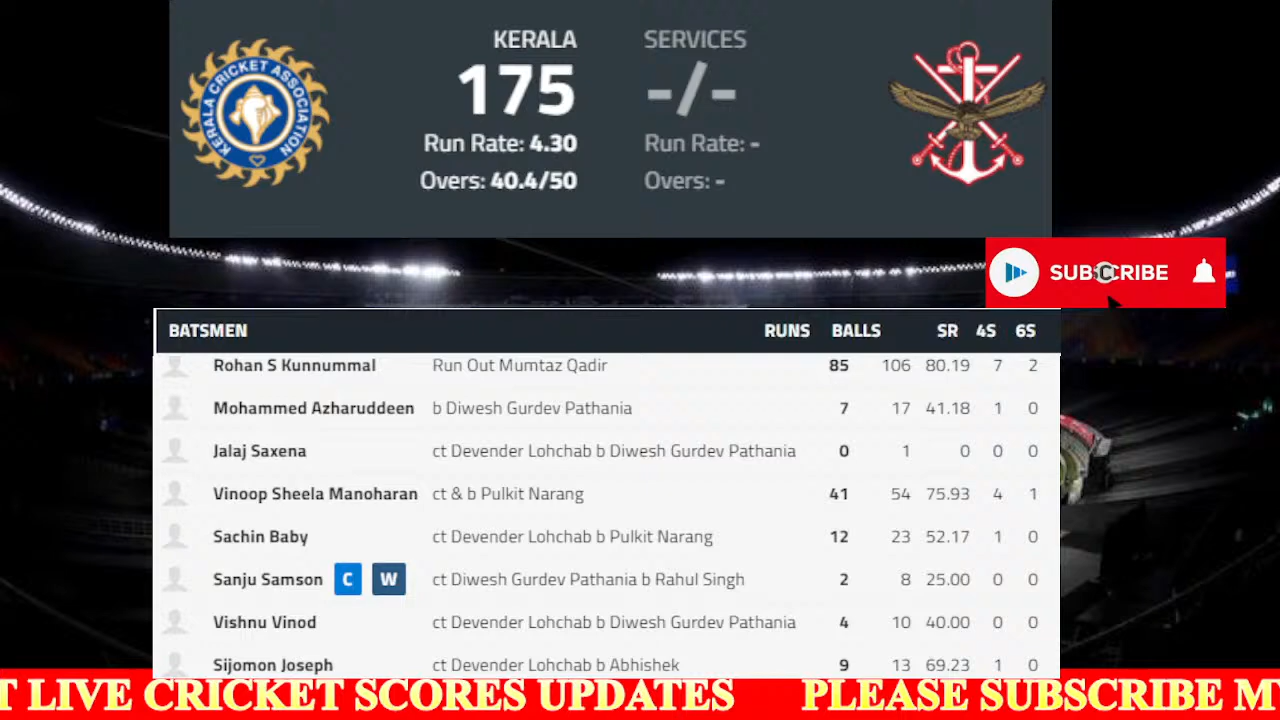 KERALA CRICKET ASSOCIATION
KERALA
175
Run Rate: 4.30
Overs: 40.4/50
SERVICES
-/-
Run Rate: -
Overs: -
SUBSCRIBE
BATSMEN RUNS BALLS SR 4S 6S
Rohan S Kunnummal Run Out Mumtaz Qadir 85 106 80.19 7 2
Mohammed Azharuddeen b Diwesh Gurdev Pathania 7 17 41.18 1 0
Jalaj Saxena ct Devender Lohchab b Diwesh Gurdev Pathania 0 1 0 0 0
Vinoop Sheela Manoharan ct & b Pulkit Narang 41 54 75.93 4 1
Sachin Baby ct Devender Lohchab b Pulkit Narang 12 23 52.17 1 0
Sanju Samson C W ct Diwesh Gurdev Pathania b Rahul Singh 2 8 25.00 0 0
Vishnu Vinod ct Devender Lohchab b Diwesh Gurdev Pathania 4 10 40.00 0 0
Sijomon Joseph ct Devender Lohchab b Abhishek 9 13 69.23 1 0
T LIVE CRICKET SCORES UPDATES PLEASE SUBSCRIBE M